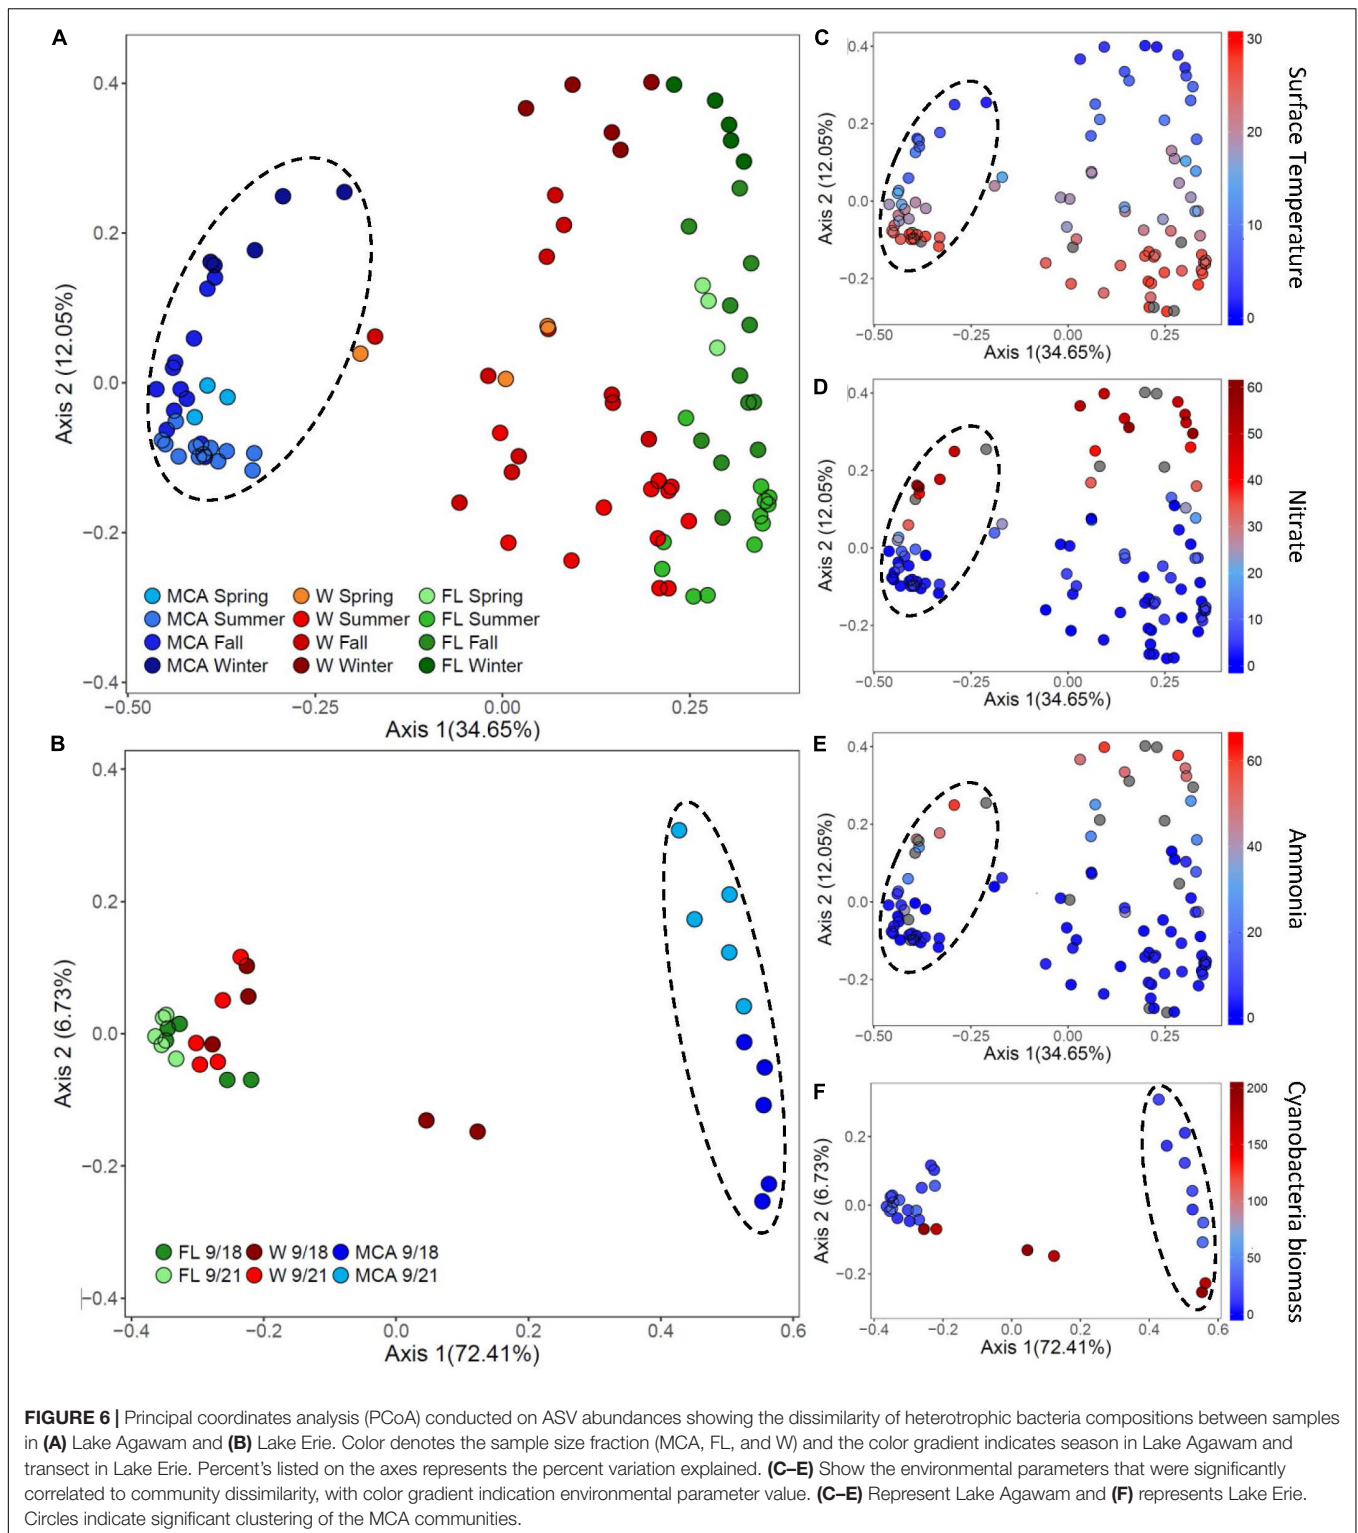 A
0.4
0.2
0.0
−0.2
−0.4
Axis 2 (12.05%)
MCA Spring W Spring FL Spring
MCA Summer W Summer FL Summer
MCA Fall W Fall FL Fall
MCA Winter W Winter FL Winter
−0.50 −0.25 0.00 0.25
Axis 1(34.65%)
B
0.4
0.2
0.0
−0.2
−0.4
Axis 2 (6.73%)
FL 9/18 W 9/18 MCA 9/18
FL 9/21 W 9/21 MCA 9/21
−0.4 −0.2 0.0 0.2 0.4 0.6
Axis 1(72.41%)
C
0.4
0.2
0.0
−0.2
Axis 2 (12.05%)
−0.50 −0.25 0.00 0.25
Axis 1(34.65%)
30
20
10
0
Surface Temperature
D
0.4
0.2
0.0
−0.2
Axis 2 (12.05%)
−0.50 −0.25 0.00 0.25
Axis 1(34.65%)
60
50
40
30
20
10
0
Nitrate
E
0.4
0.2
0.0
−0.2
Axis 2 (12.05%)
−0.50 −0.25 0.00 0.25
Axis 1(34.65%)
60
40
20
0
Ammonia
F
0.2
0.0
−0.2
Axis 2 (6.73%)
−0.4 −0.2 0.0 0.2 0.4 0.6
Axis 1(72.41%)
200
150
100
50
0
Cyanobacteria biomass
FIGURE 6 | Principal coordinates analysis (PCoA) conducted on ASV abundances showing the dissimilarity of heterotrophic bacteria compositions between samples
in (A) Lake Agawam and (B) Lake Erie. Color denotes the sample size fraction (MCA, FL, and W) and the color gradient indicates season in Lake Agawam and
transect in Lake Erie. Percent's listed on the axes represents the percent variation explained. (C–E) Show the environmental parameters that were significantly
correlated to community dissimilarity, with color gradient indication environmental parameter value. (C–E) Represent Lake Agawam and (F) represents Lake Erie.
Circles indicate significant clustering of the MCA communities.